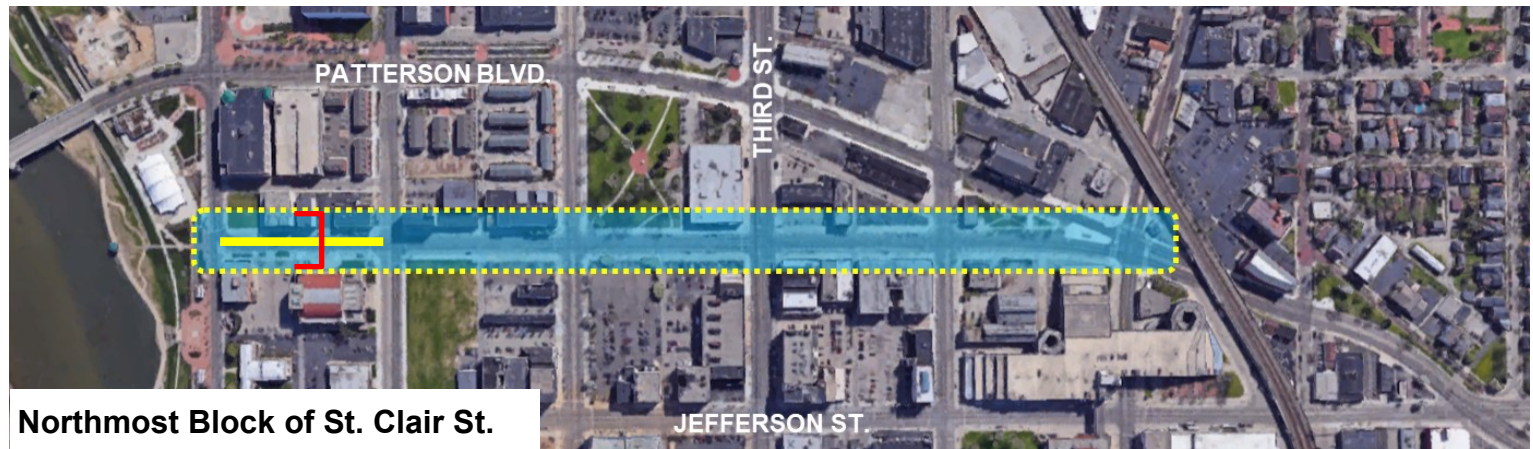 PATTERSON BLVD.
THIRD ST.
JEFFERSON ST.
Northmost Block of St. Clair St.